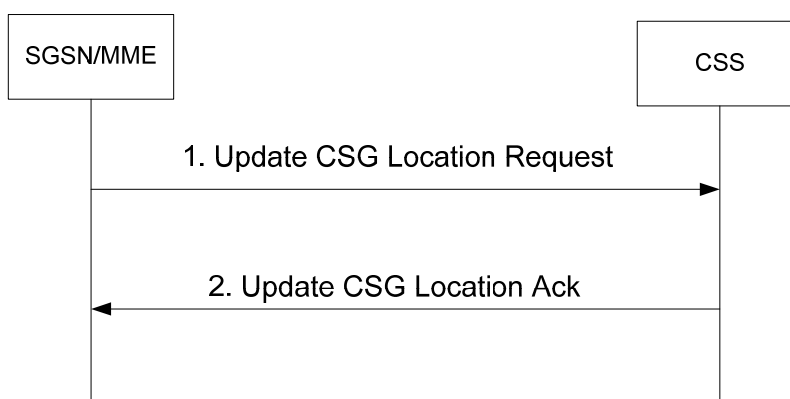 SGSN/MME
CSS
1. Update CSG Location Request
2. Update CSG Location Ack